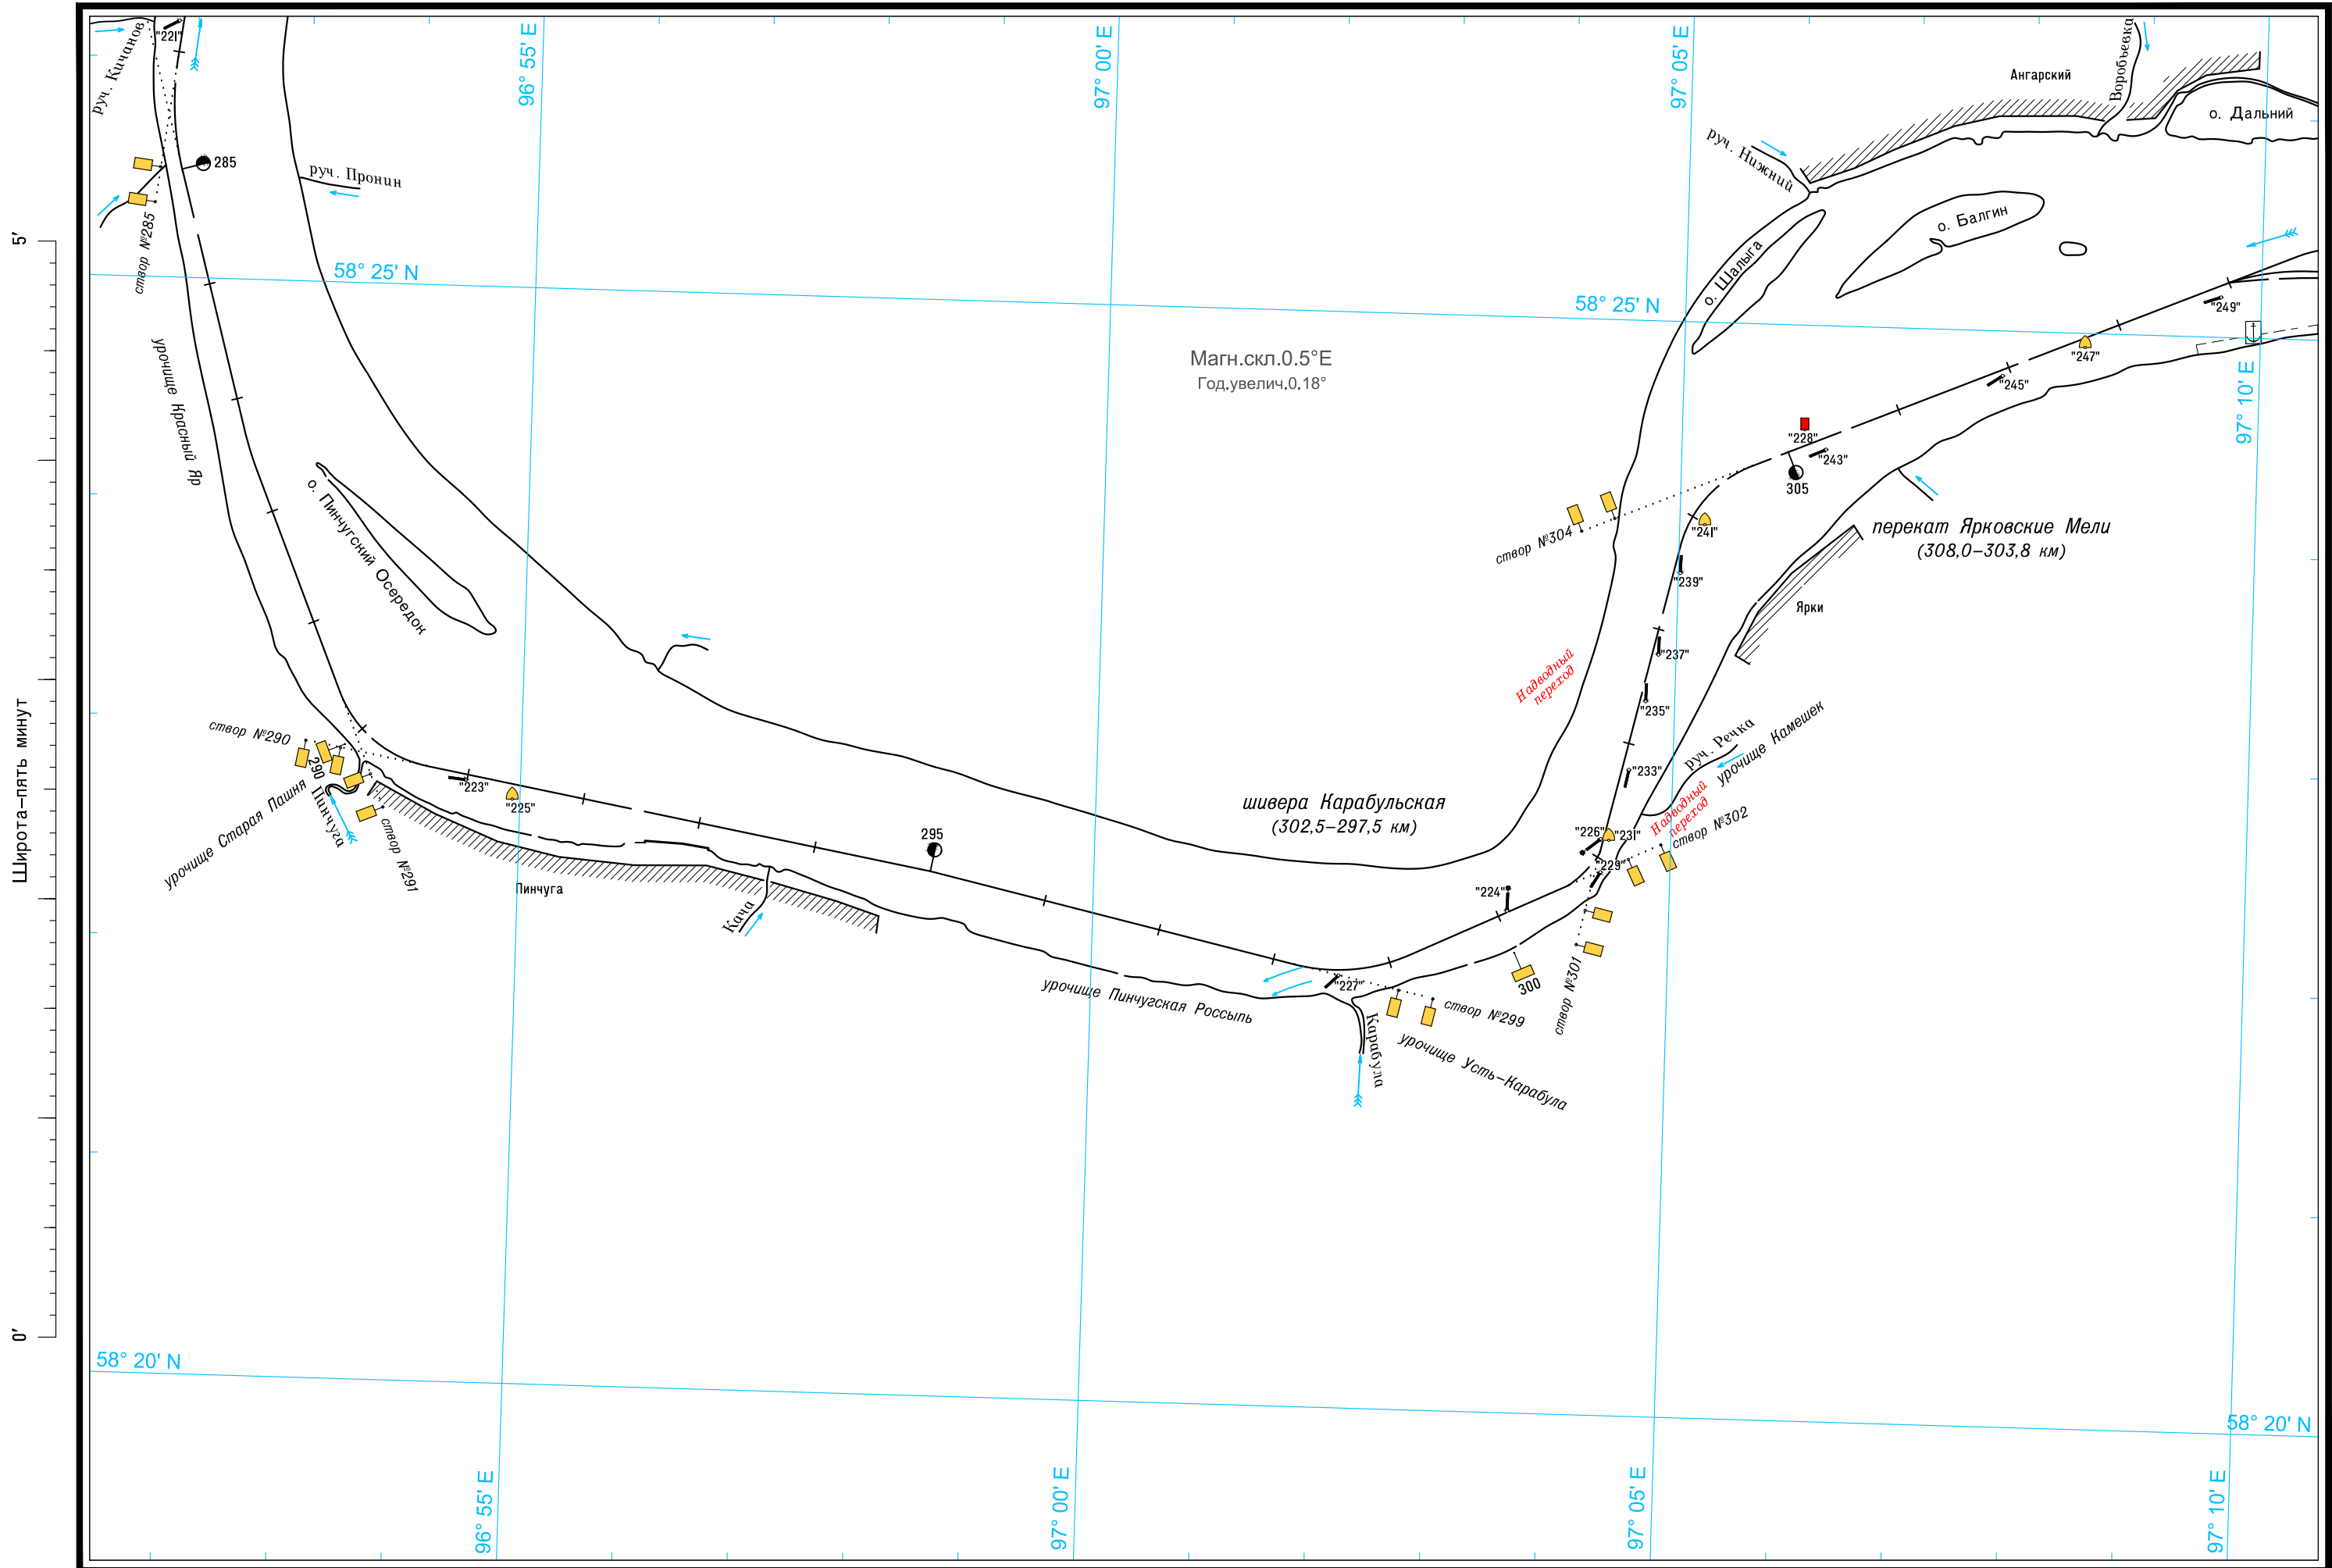 руч. Кичанов
"221"
96° 55' E
97° 00' E
97° 05' E
Воробьевка
Ангарский
о. Дальний
285
руч. Пронин
руч. Нижний
створ №285
о. Балгин
5'
58° 25' N
о. Шалыга
58° 25' N
"249"
Магн.скл.0.5°E
Год.увелич.0.18°
"247"
97° 10' E
"245"
урочище Красный Яр
"228"
"243"
305
о. Пинчугский Осередок
створ №304
"241"
перекат Ярковские Мели
(308,0–303,8 км)
"239"
Ярки
"237"
Надводный
переход
"235"
створ №290
290
руч. Речка
урочище Камешек
"233"
"223"
"225"
урочище Старая Пашня
Пинчуга
створ №291
шивера Карабульская
(302,5–297,5 км)
Надводный
переход
створ №302
295
"226"
"231"
"229"
Широта–пять минут
Пинчуга
"224"
Кача
створ №301
300
"227"
урочище Пинчугская Россыпь
створ №299
Карабула
урочище Усть–Карабула
0'
58° 20' N
58° 20' N
96° 55' E
97° 00' E
97° 05' E
97° 10' E